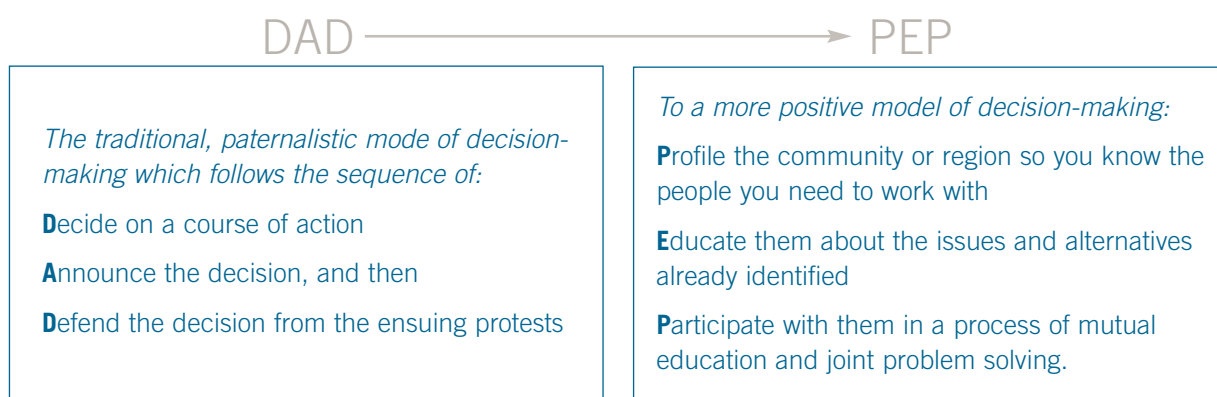 DAD
PEP
The traditional, paternalistic mode of decision-
making which follows the sequence of:
Decide on a course of action
Announce the decision, and then
Defend the decision from the ensuing protests
To a more positive model of decision-making:
Profile the community or region so you know the
people you need to work with
Educate them about the issues and alternatives
already identified
Participate with them in a process of mutual
education and joint problem solving.